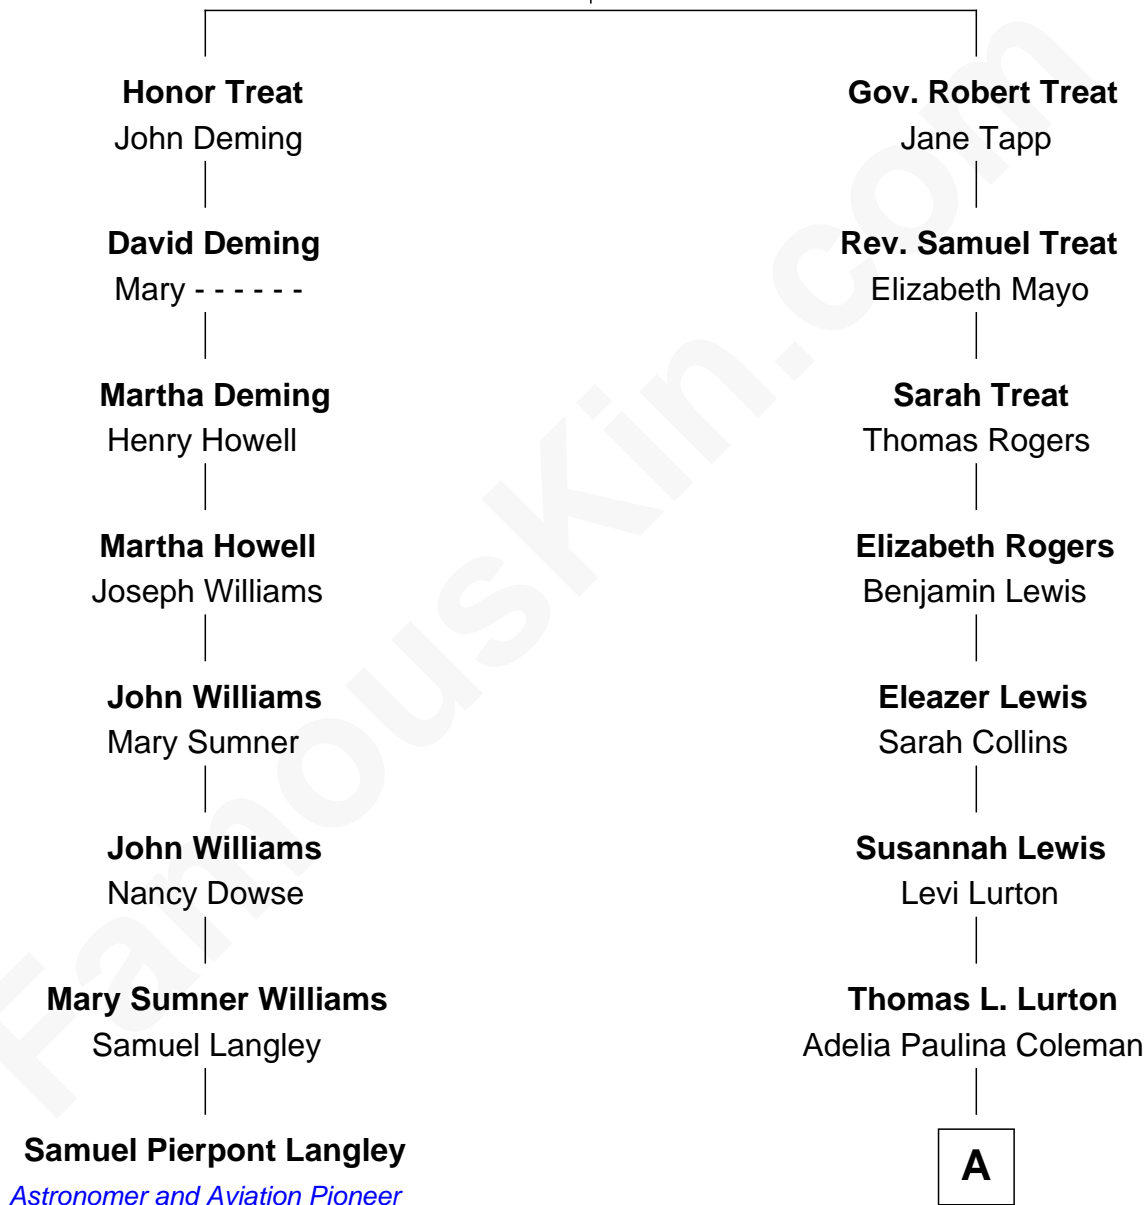 Honor Treat
John Deming
David Deming
Mary - - - - - -
Martha Deming
Henry Howell
Martha Howell
Joseph Williams
John Williams
Mary Sumner
John Williams
Nancy Dowse
Mary Sumner Williams
Samuel Langley
Samuel Pierpont Langley
Astronomer and Aviation Pioneer
Gov. Robert Treat
Jane Tapp
Rev. Samuel Treat
Elizabeth Mayo
Sarah Treat
Thomas Rogers
Elizabeth Rogers
Benjamin Lewis
Eleazer Lewis
Sarah Collins
Susannah Lewis
Levi Lurton
Thomas L. Lurton
Adelia Paulina Coleman
A
FamousKin.com